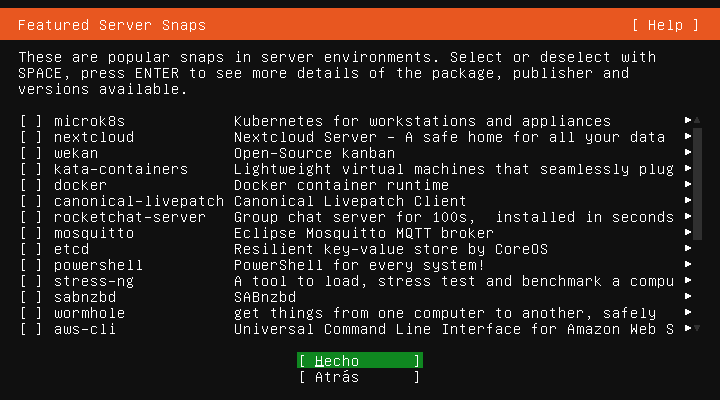 Featured Server Snaps [ Help ]
These are popular snaps in server environments. Select or deselect with
SPACE, press ENTER to see more details of the package, publisher and
versions available.
[ ] microk8s Kubernetes for workstations and appliances ▶
[ ] nextcloud Nextcloud Server - A safe home for all your data ▶
[ ] wekan Open-Source kanban ▶
[ ] kata-containers Lightweight virtual machines that seamlessly plug ▶
[ ] docker Docker container runtime ▶
[ ] canonical-livepatch Canonical Livepatch Client ▶
[ ] rocketchat-server Group chat server for 100s, installed in seconds ▶
[ ] mosquitto Eclipse Mosquitto MQTT broker ▶
[ ] etcd Resilient key-value store by CoreOS ▶
[ ] powershell PowerShell for every system! ▶
[ ] stress-ng A tool to load, stress test and benchmark a compu ▶
[ ] sabnzbd SABnzbd ▶
[ ] wormhole get things from one computer to another, safely ▶
[ ] aws-cli Universal Command Line Interface for Amazon Web S ▶
[ Hecho ]
[ Atrás ]